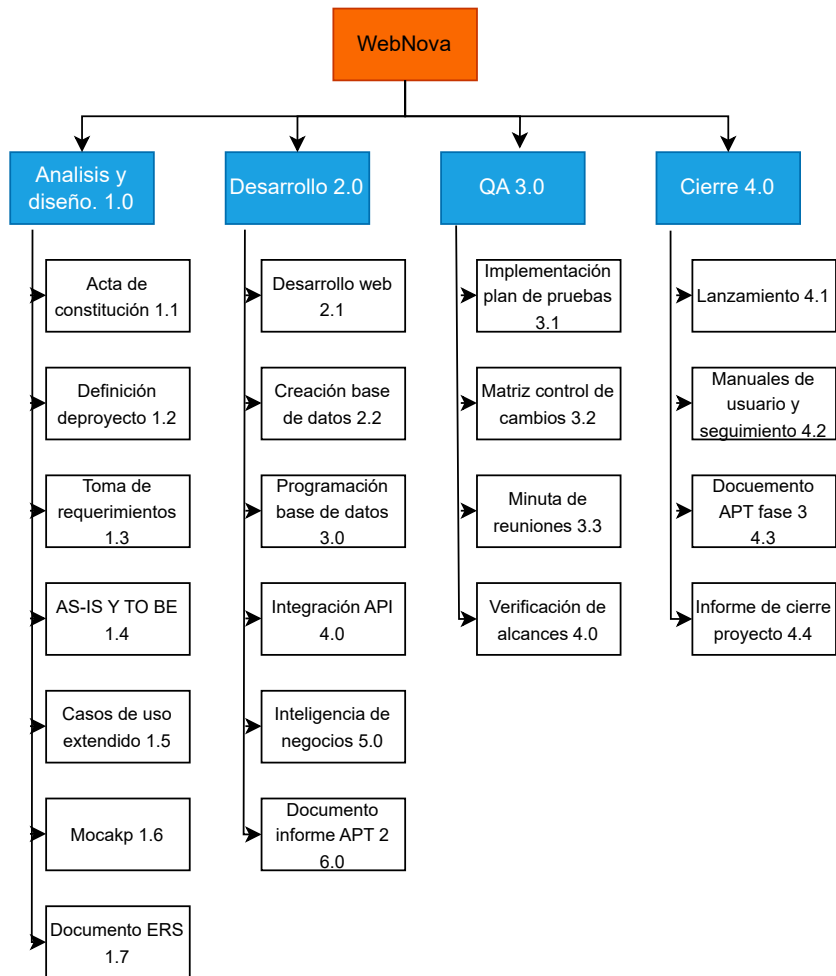 WebNova
Analisis y
diseño. 1.0
Acta de
constitución 1.1
Definición
deproyecto 1.2
Toma de
requerimientos
1.3
AS-IS Y TO BE
1.4
Casos de uso
extendido 1.5
Mocakp 1.6
Documento ERS
1.7
Desarrollo 2.0
Desarrollo web
2.1
Creación base
de datos 2.2
Programación
base de datos
3.0
Integración API
4.0
Inteligencia de
negocios 5.0
Documento
informe APT 2
6.0
QA 3.0
Implementación
plan de pruebas
3.1
Matriz control de
cambios 3.2
Minuta de
reuniones 3.3
Verificación de
alcances 4.0
Cierre 4.0
Lanzamiento 4.1
Manuales de
usuario y
seguimiento 4.2
Docuemento
APT fase 3
4.3
Informe de cierre
proyecto 4.4